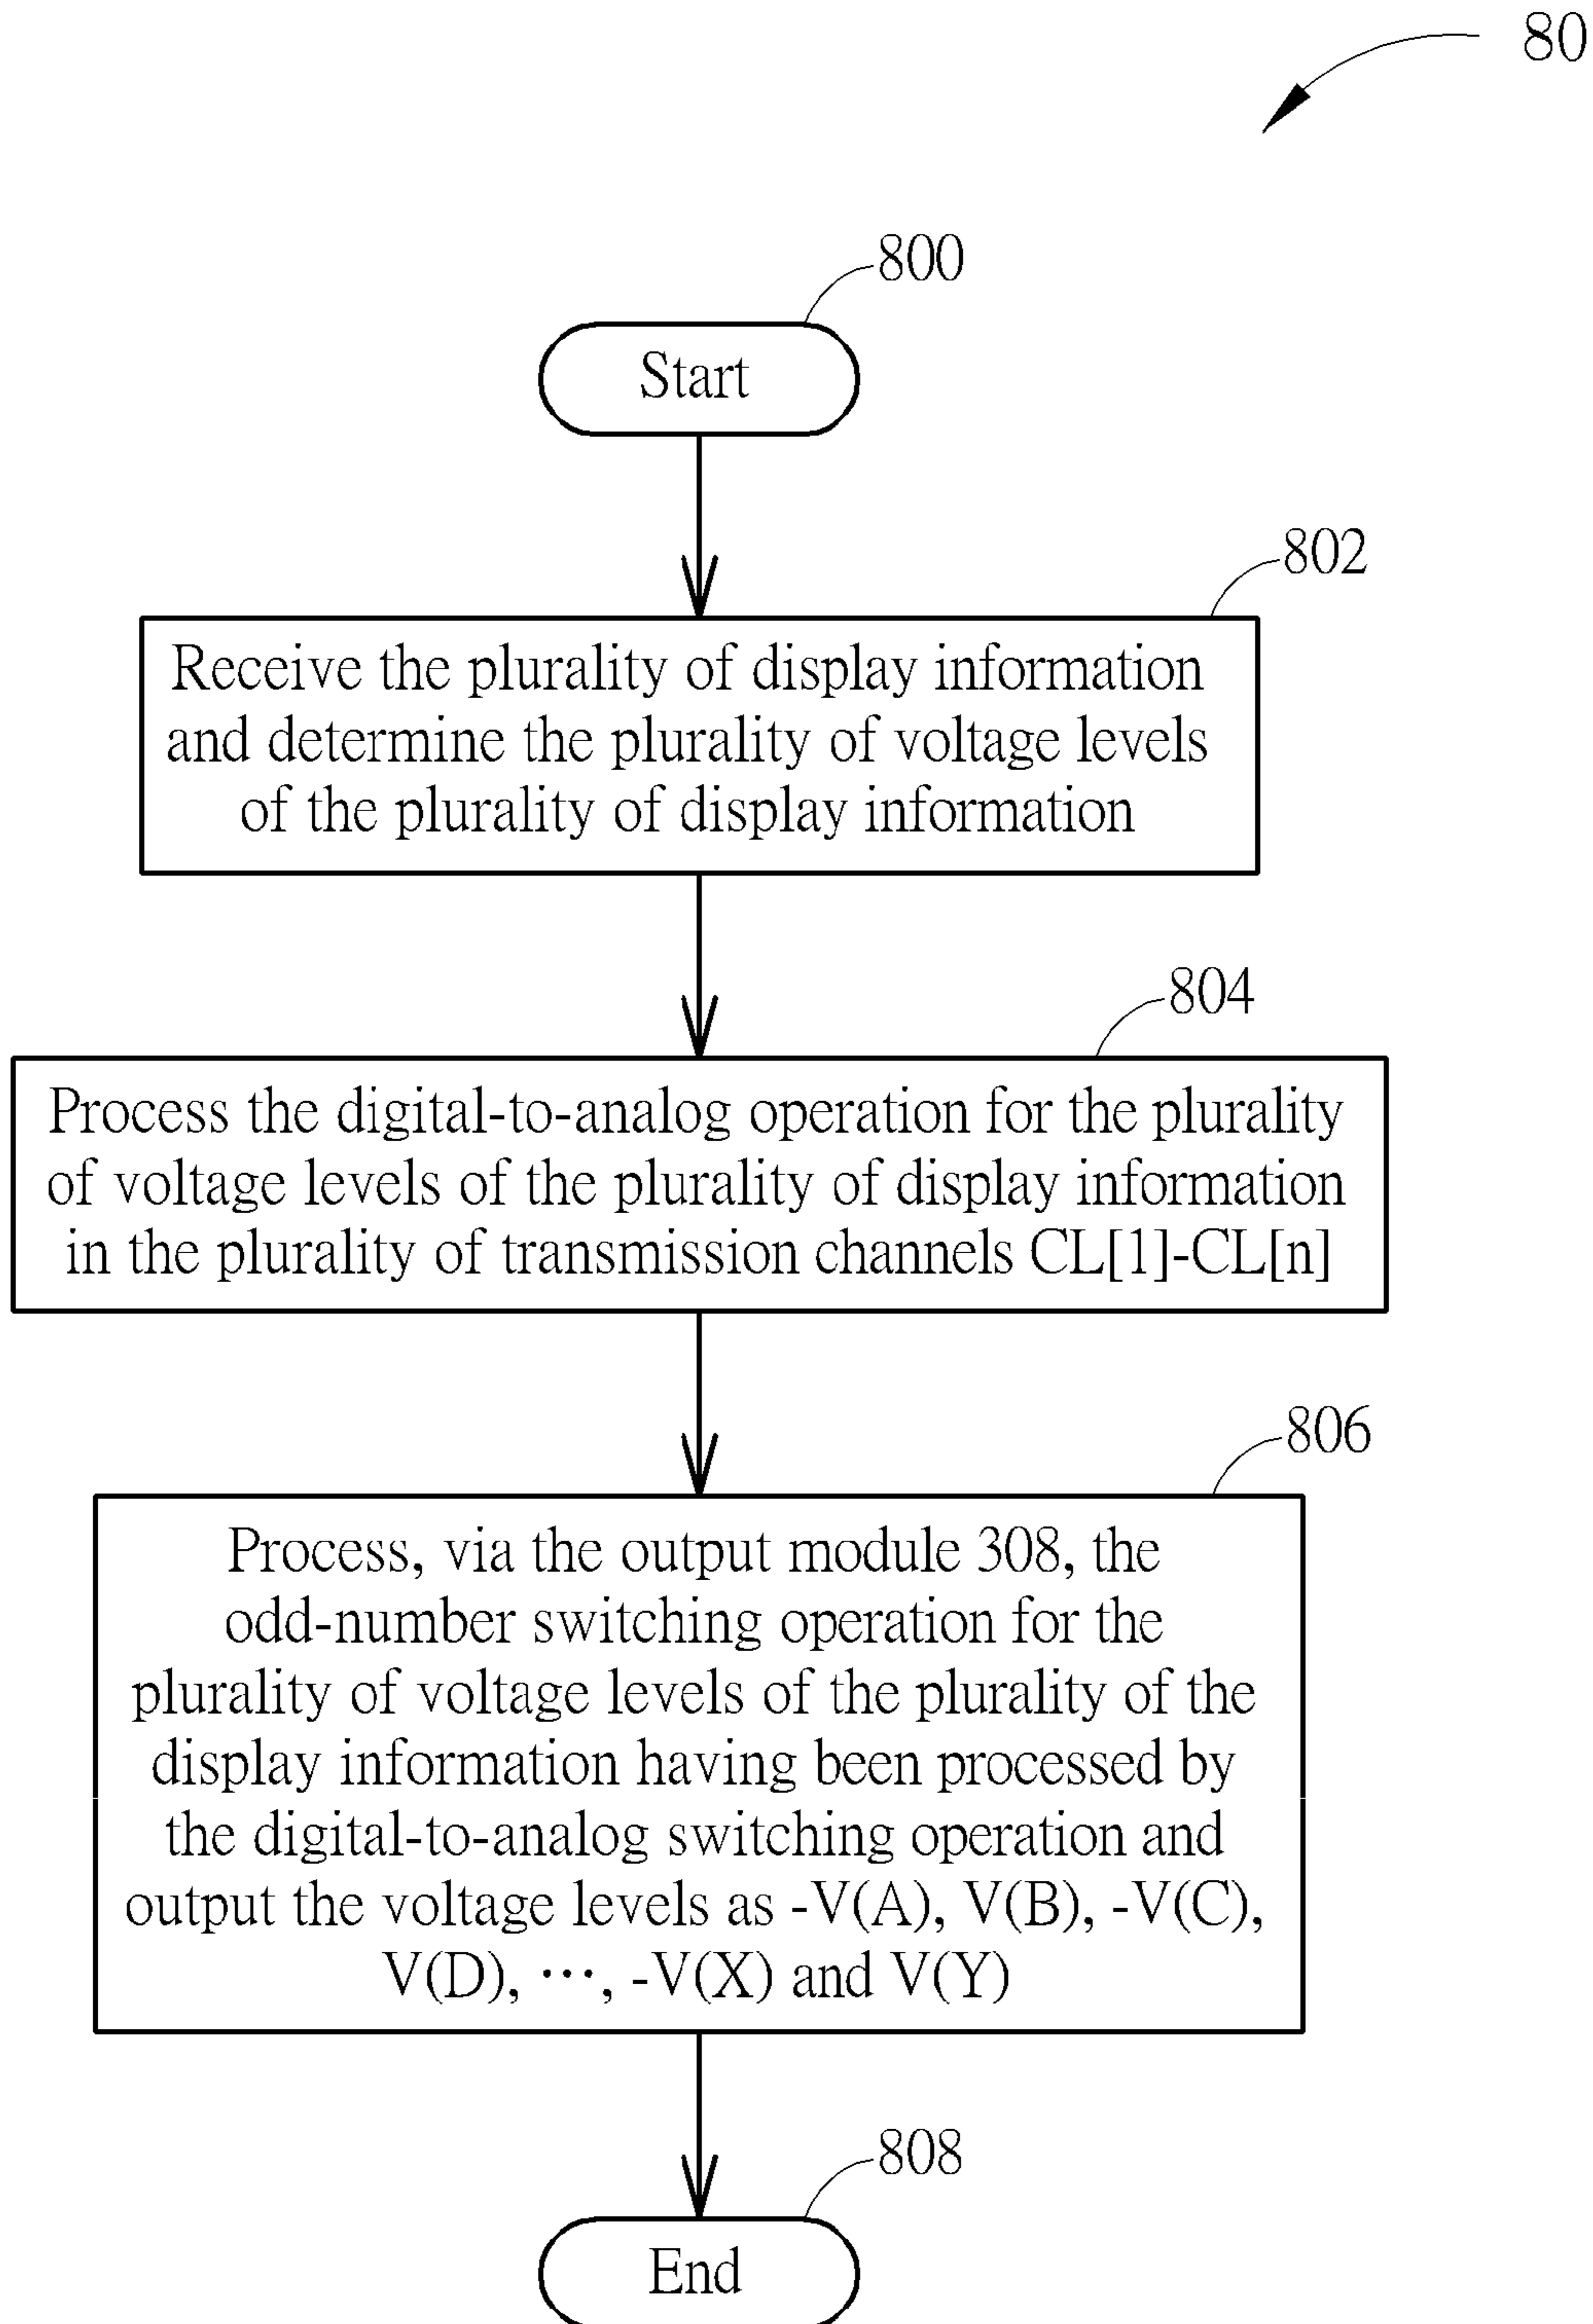 80
800
Start
802
Receive the plurality of display information
and determine the plurality of voltage levels
of the plurality of display information
804
Process the digital-to-analog operation for the plurality
of voltage levels of the plurality of display information
in the plurality of transmission channels CL[1]-CL[n]
806
Process, via the output module 308, the
odd-number switching operation for the
plurality of voltage levels of the plurality of the
display information having been processed by
the digital-to-analog switching operation and
output the voltage levels as -V(A), V(B), -V(C),
V(D), ⋯, -V(X) and V(Y)
808
End